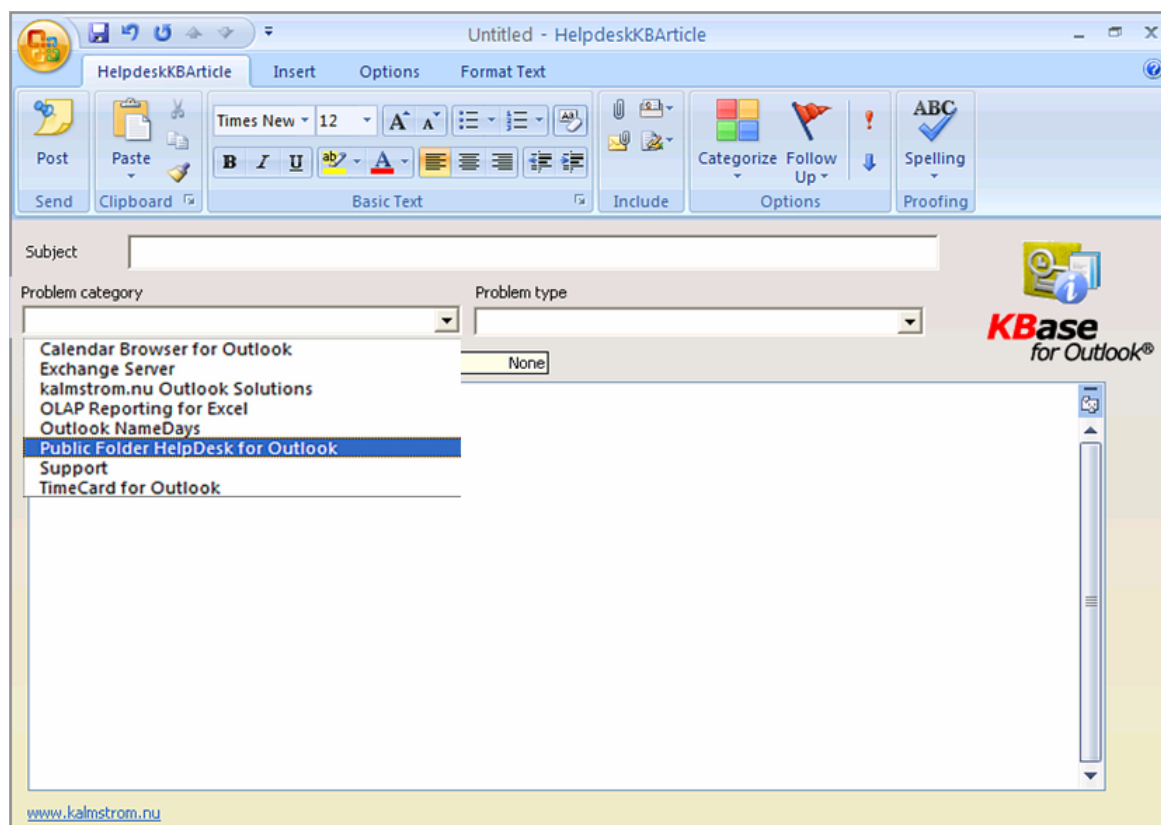 Untitled - HelpdeskKBArticle
HelpdeskKBArticle Insert Options Format Text
Times New 12 A A Aa
Post Paste B I U ab A Categorize Follow Up ABC Spelling
Send Clipboard Basic Text Include Options Proofing
Subject
Problem category Problem type
KBase
for Outlook®
None
Calendar Browser for Outlook
Exchange Server
kalmstrom.nu Outlook Solutions
OLAP Reporting for Excel
Outlook NameDays
Public Folder HelpDesk for Outlook
Support
TimeCard for Outlook
www.kalmstrom.nu